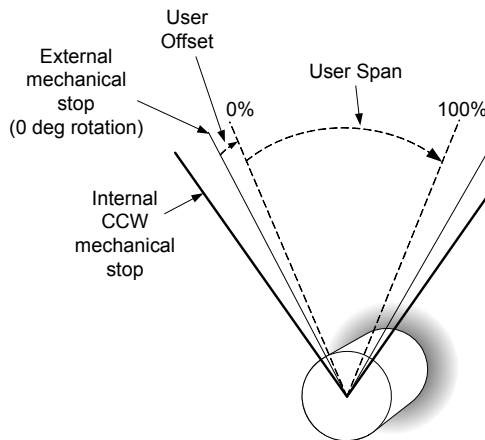 User
Offset
External
mechanical
stop
(0 deg rotation)
User Span
0%
100%
Internal
CCW
mechanical
stop